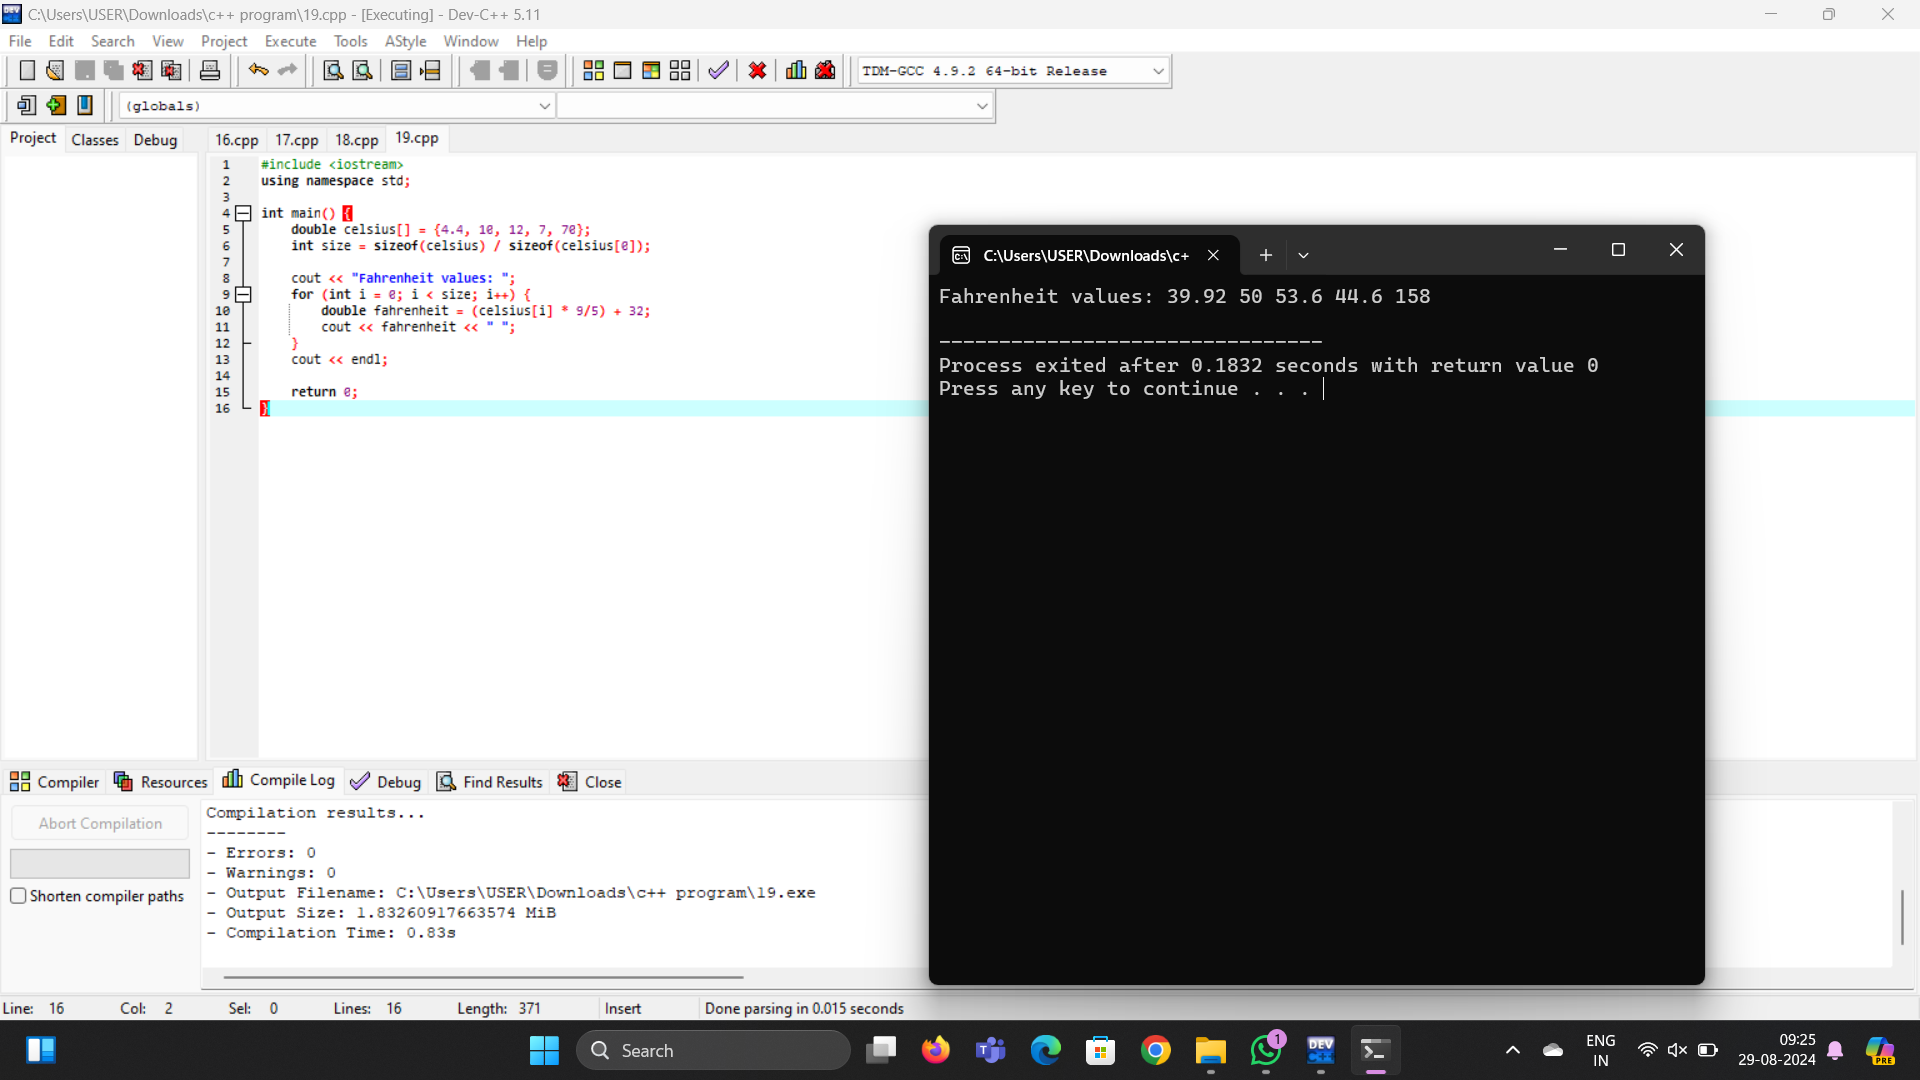 C:\Users\USER\Downloads\c++ program\19.cpp - [Executing] - Dev-C++ 5.11
File Edit Search View Project Execute Tools AStyle Window Help
TDM-GCC 4.9.2 64-bit Release
(globals)
Project Classes Debug
16.cpp 17.cpp 18.cpp 19.cpp
1 #include <iostream>
2 using namespace std;
3
4 int main() {
5 double celsius[] = {4.4, 10, 12, 7, 70};
6 int size = sizeof(celsius) / sizeof(celsius[0]);
7
8 cout << "Fahrenheit values: ";
9 for (int i = 0; i < size; i++) {
10 double fahrenheit = (celsius[i] * 9/5) + 32;
11 cout << fahrenheit << " ";
12 }
13 cout << endl;
14
15 return 0;
16 }
C:\Users\USER\Downloads\c+
Fahrenheit values: 39.92 50 53.6 44.6 158
--------------------------------
Process exited after 0.1832 seconds with return value 0
Press any key to continue . . .
Compiler Resources Compile Log Debug Find Results Close
Abort Compilation
Shorten compiler paths
Compilation results...
--------
- Errors: 0
- Warnings: 0
- Output Filename: C:\Users\USER\Downloads\c++ program\19.exe
- Output Size: 1.83260917663574 MiB
- Compilation Time: 0.83s
Line: 16 Col: 2 Sel: 0 Lines: 16 Length: 371 Insert Done parsing in 0.015 seconds
Search
1
DEV
ENG
IN
09:25
29-08-2024
PRE